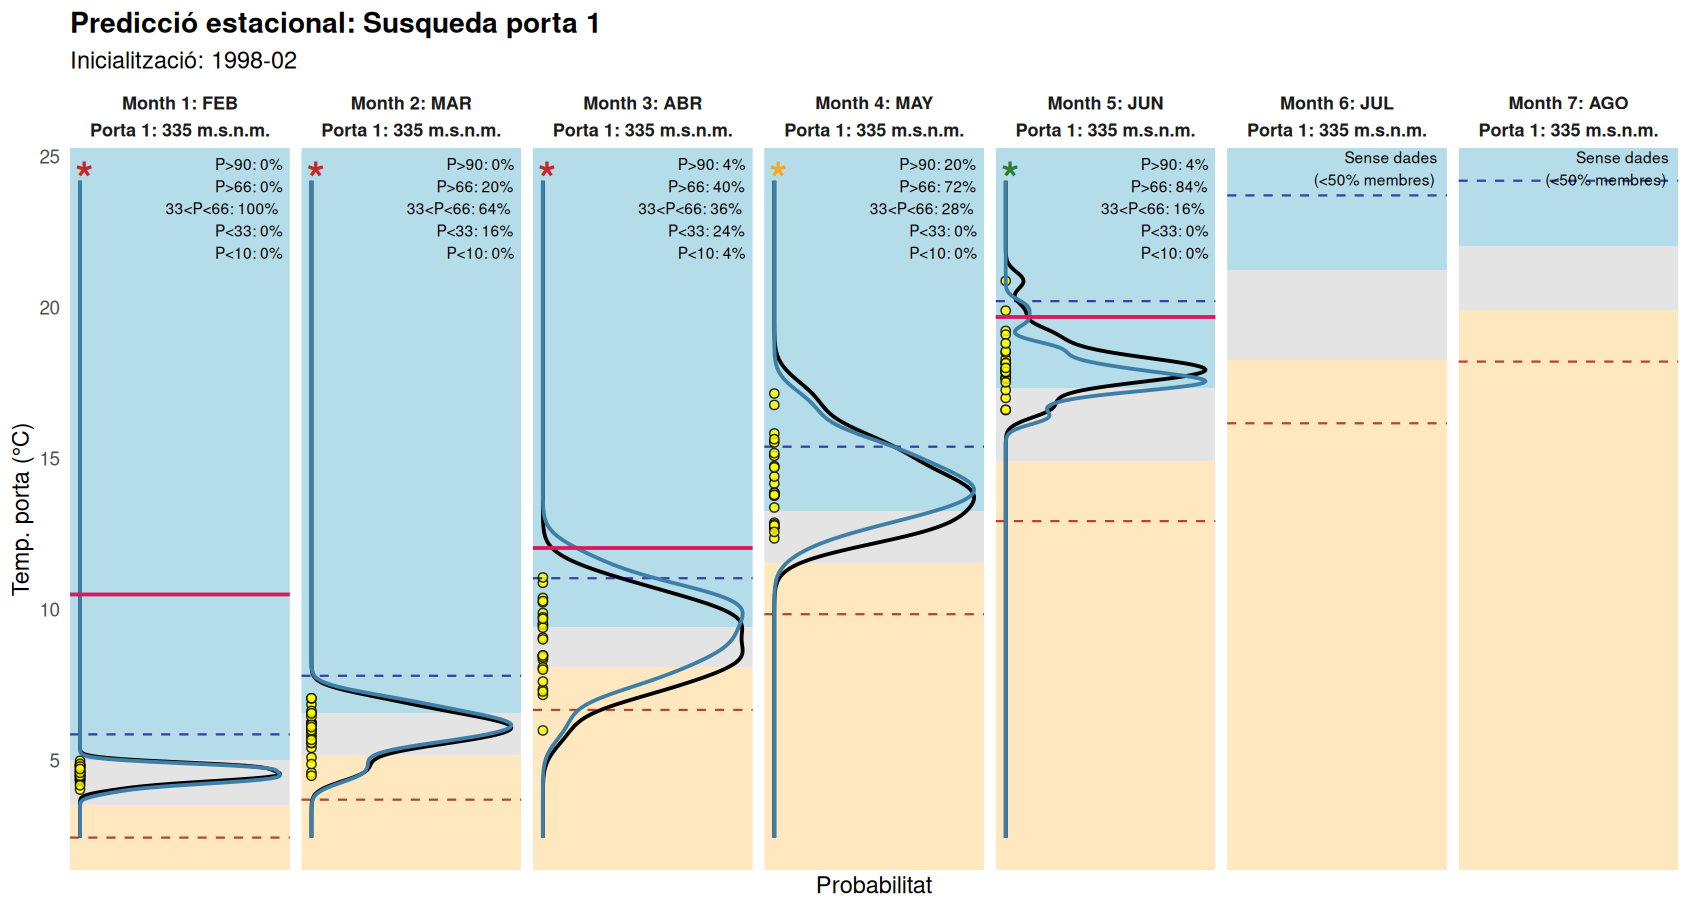 Predicció estacional: Susqueda porta 1
Inicialització: 1998-02
Month 1: FEB
Porta 1: 335 m.s.n.m.
Month 2: MAR
Porta 1: 335 m.s.n.m.
Month 3: ABR
Porta 1: 335 m.s.n.m.
Month 4: MAY
Porta 1: 335 m.s.n.m.
Month 5: JUN
Porta 1: 335 m.s.n.m.
Month 6: JUL
Porta 1: 335 m.s.n.m.
Month 7: AGO
Porta 1: 335 m.s.n.m.
Temp. porta (°C)
25
20
15
10
5
*
P>90: 0%
P>66: 0%
33<P<66: 100%
P<33: 0%
P<10: 0%
*
P>90: 0%
P>66: 20%
33<P<66: 64%
P<33: 16%
P<10: 0%
*
P>90: 4%
P>66: 40%
33<P<66: 36%
P<33: 24%
P<10: 4%
*
P>90: 20%
P>66: 72%
33<P<66: 28%
P<33: 0%
P<10: 0%
*
P>90: 4%
P>66: 84%
33<P<66: 16%
P<33: 0%
P<10: 0%
Sense dades
(<50% membres)
Sense dades
(<50% membres)
Probabilitat